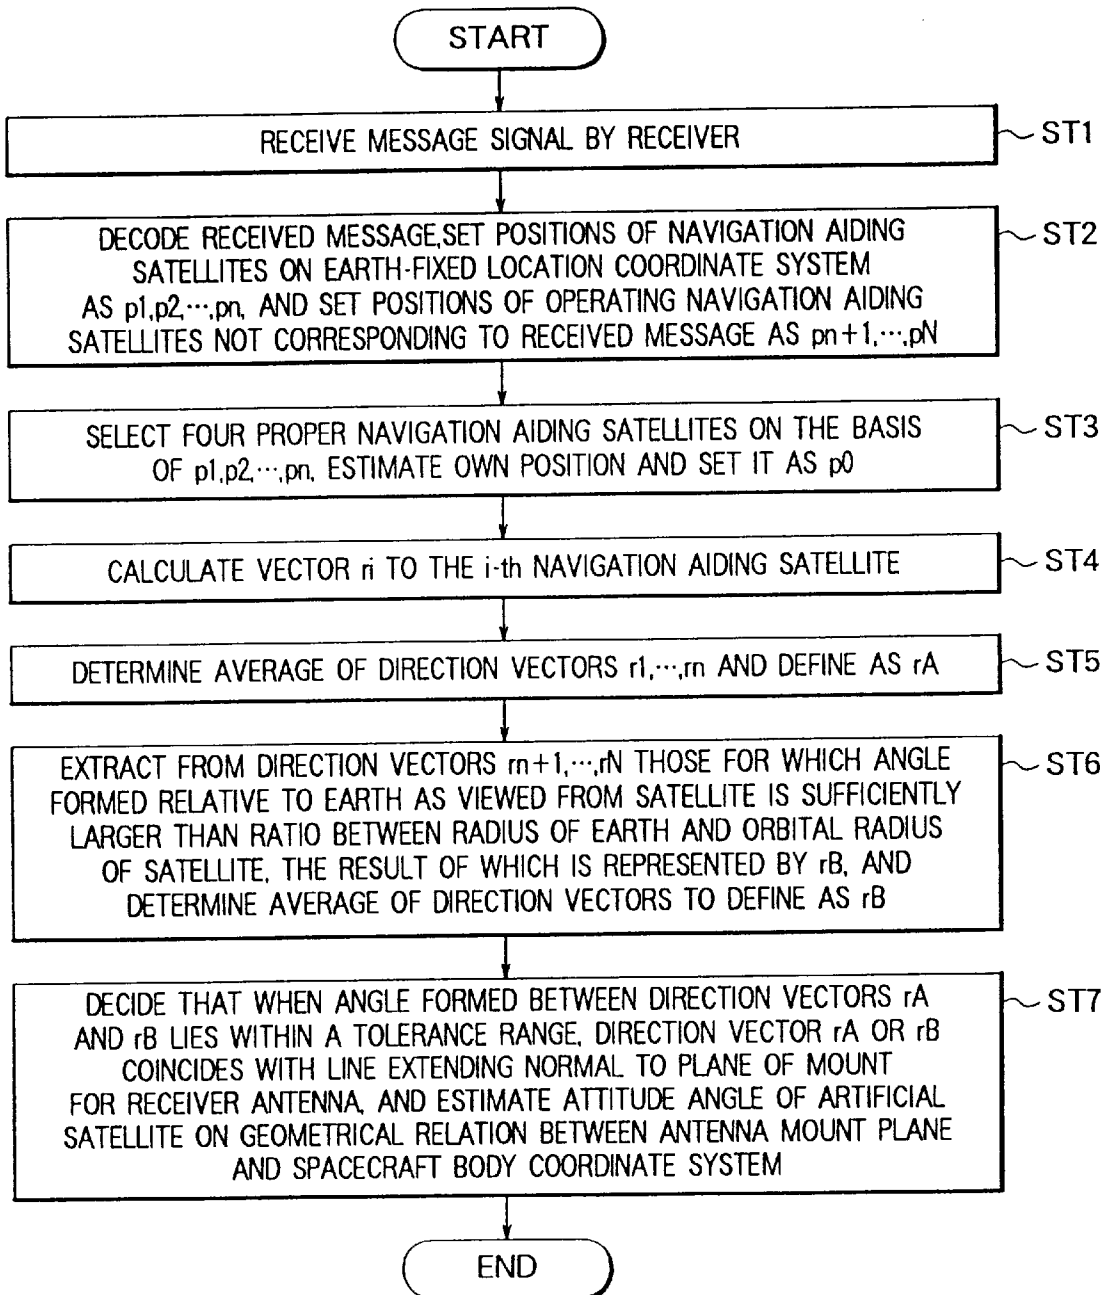 START
RECEIVE MESSAGE SIGNAL BY RECEIVER
ST1
DECODE RECEIVED MESSAGE,SET POSITIONS OF NAVIGATION AIDING
SATELLITES ON EARTH-FIXED LOCATION COORDINATE SYSTEM
AS p1,p2,···,pn, AND SET POSITIONS OF OPERATING NAVIGATION AIDING
SATELLITES NOT CORRESPONDING TO RECEIVED MESSAGE AS pn+1,···,pN
ST2
SELECT FOUR PROPER NAVIGATION AIDING SATELLITES ON THE BASIS
OF p1,p2,···,pn, ESTIMATE OWN POSITION AND SET IT AS p0
ST3
CALCULATE VECTOR ri TO THE i-th NAVIGATION AIDING SATELLITE
ST4
DETERMINE AVERAGE OF DIRECTION VECTORS r1,···,rn AND DEFINE AS rA
ST5
EXTRACT FROM DIRECTION VECTORS rn+1,···,rN THOSE FOR WHICH ANGLE
FORMED RELATIVE TO EARTH AS VIEWED FROM SATELLITE IS SUFFICIENTLY
LARGER THAN RATIO BETWEEN RADIUS OF EARTH AND ORBITAL RADIUS
OF SATELLITE, THE RESULT OF WHICH IS REPRESENTED BY rB, AND
DETERMINE AVERAGE OF DIRECTION VECTORS TO DEFINE AS rB
ST6
DECIDE THAT WHEN ANGLE FORMED BETWEEN DIRECTION VECTORS rA
AND rB LIES WITHIN A TOLERANCE RANGE, DIRECTION VECTOR rA OR rB
COINCIDES WITH LINE EXTENDING NORMAL TO PLANE OF MOUNT
FOR RECEIVER ANTENNA, AND ESTIMATE ATTITUDE ANGLE OF ARTIFICIAL
SATELLITE ON GEOMETRICAL RELATION BETWEEN ANTENNA MOUNT PLANE
AND SPACECRAFT BODY COORDINATE SYSTEM
ST7
END